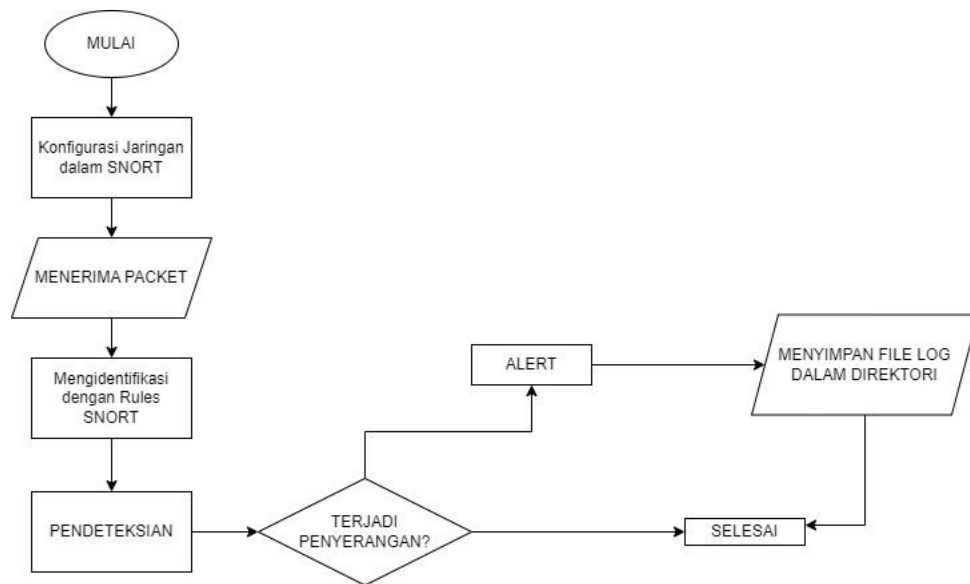 MULAI
Konfigurasi Jaringan
dalam SNORT
MENERIMA PACKET
Mengidentifikasi
dengan Rules
SNORT
PENDETEKSIAN
TERJADI
PENYERANGAN?
ALERT
MENYIMPAN FILE LOG
DALAM DIREKTORI
SELESAI